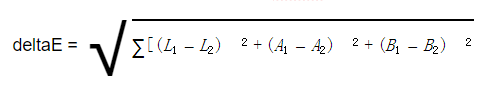 deltaE = √∑[(L₁ − L₂) ² + (A₁ − A₂) ² + (B₁ − B₂) ²